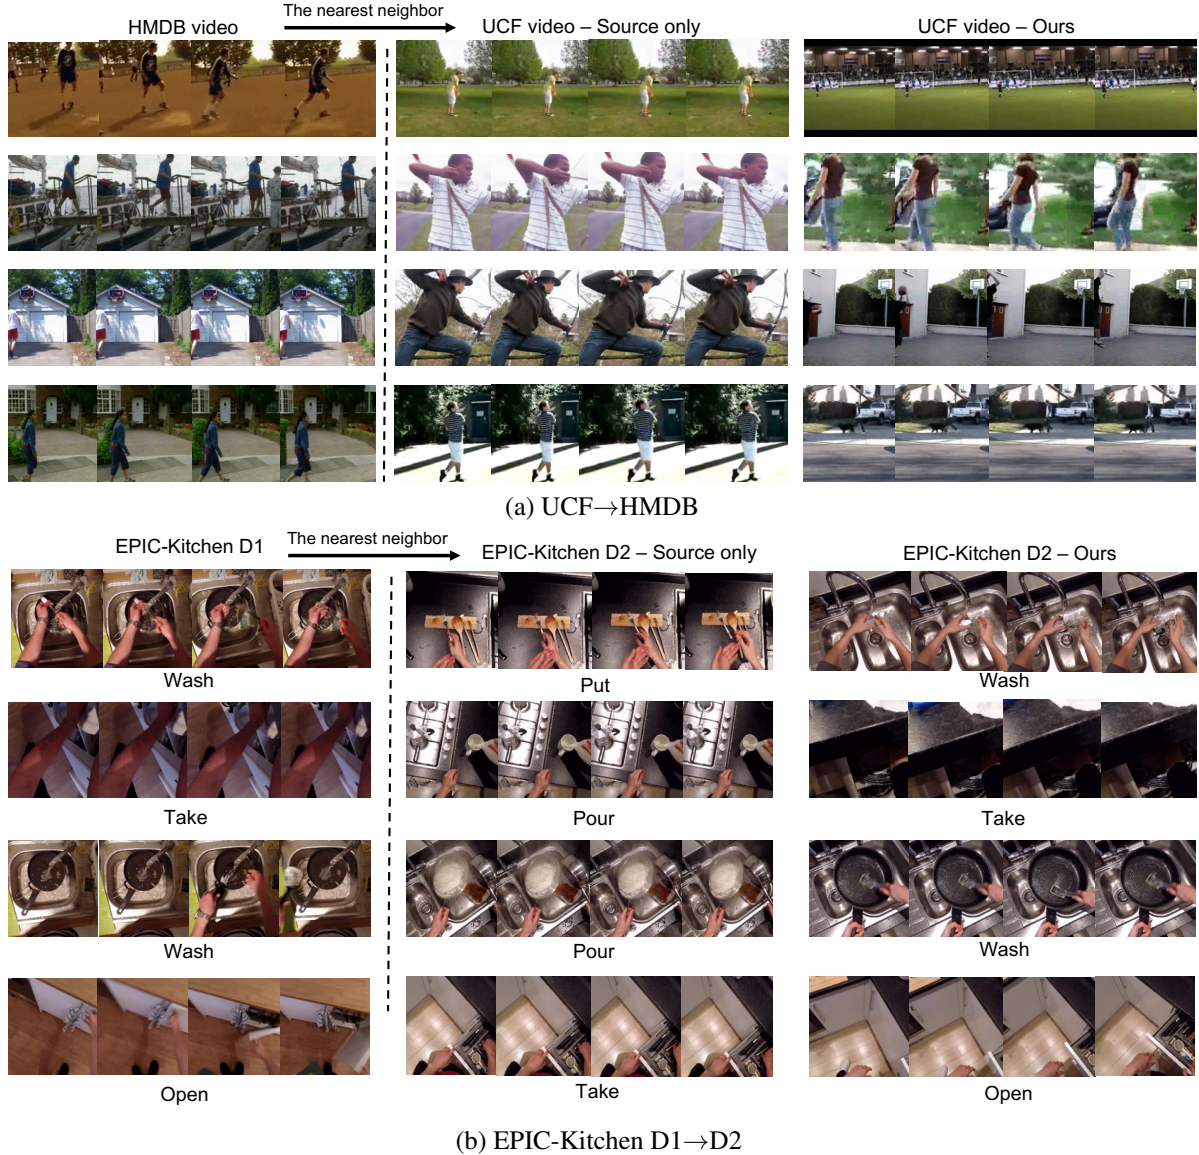 The nearest neighbor
HMDB video
UCF video – Source only
UCF video – Ours
(a) UCF→HMDB
The nearest neighbor
EPIC-Kitchen D1
EPIC-Kitchen D2 – Source only
EPIC-Kitchen D2 – Ours
Wash
Put
Wash
Take
Pour
Take
Wash
Pour
Wash
Open
Take
Open
(b) EPIC-Kitchen D1→D2